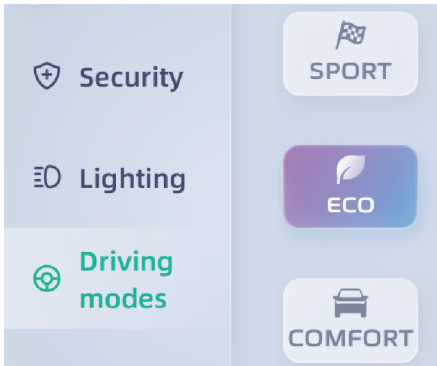 Security
Lighting
Driving
modes
SPORT
ECO
COMFORT